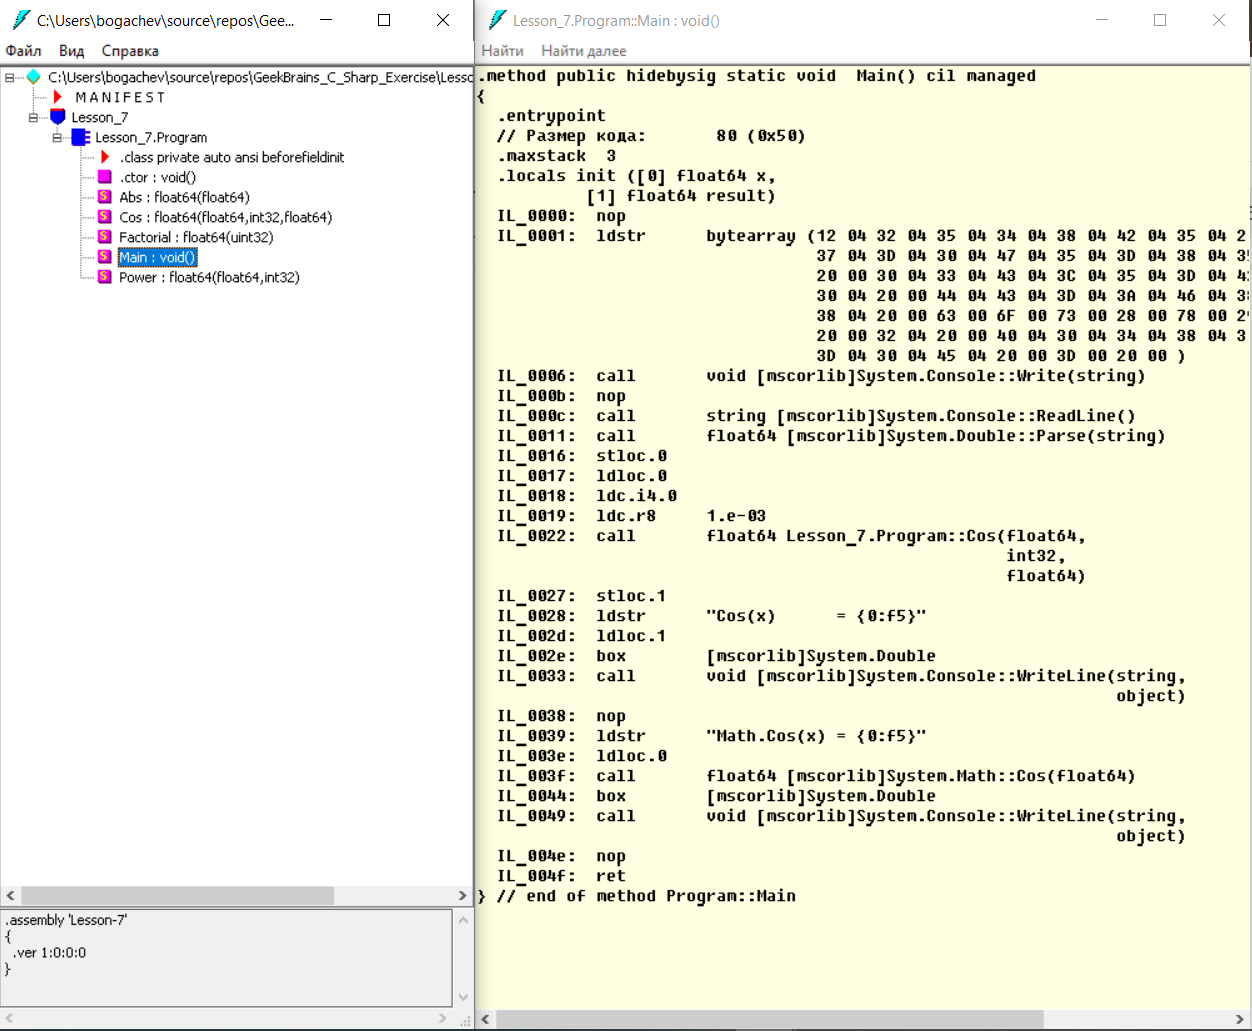 C:\Users\bogachev\source\repos\Gee...
Файл Вид Справка
C:\Users\bogachev\source\repos\GeekBrains_C_Sharp_Exercise\Lesso
M A N I F E S T
Lesson_7
Lesson_7.Program
.class private auto ansi beforefieldinit
.ctor : void()
Abs : float64(float64)
Cos : float64(float64,int32,float64)
Factorial : float64(uint32)
Main : void()
Power : float64(float64,int32)
.assembly 'Lesson-7'
{
.ver 1:0:0:0
}
Lesson_7.Program::Main : void()
Найти Найти далее
.method public hidebysig static void  Main() cil managed
{
  .entrypoint
  // Размер кода:       80 (0x50)
  .maxstack  3
  .locals init ([0] float64 x,
           [1] float64 result)
  IL_0000:  nop
  IL_0001:  ldstr      bytearray (12 04 32 04 35 04 34 04 38 04 42 04 35 04 2
                                  37 04 3D 04 30 04 47 04 35 04 3D 04 38 04
                                  20 00 30 04 33 04 43 04 3C 04 35 04 3D 04
                                  30 04 20 00 44 04 43 04 3D 04 3A 04 46 04
                                  38 04 20 00 63 00 6F 00 73 00 28 00 78 00
                                  20 00 32 04 20 00 40 04 30 04 34 04 38 04 3
                                  3D 04 30 04 45 04 20 00 3D 00 20 00 )
  IL_0006:  call       void [mscorlib]System.Console::Write(string)
  IL_000b:  nop
  IL_000c:  call       string [mscorlib]System.Console::ReadLine()
  IL_0011:  call       float64 [mscorlib]System.Double::Parse(string)
  IL_0016:  stloc.0
  IL_0017:  ldloc.0
  IL_0018:  ldc.i4.0
  IL_0019:  ldc.r8     1.e-03
  IL_0022:  call       float64 Lesson_7.Program::Cos(float64,
                                                     int32,
                                                     float64)
  IL_0027:  stloc.1
  IL_0028:  ldstr      "Cos(x)      = {0:f5}"
  IL_002d:  ldloc.1
  IL_002e:  box        [mscorlib]System.Double
  IL_0033:  call       void [mscorlib]System.Console::WriteLine(string,
                                                                object)
  IL_0038:  nop
  IL_0039:  ldstr      "Math.Cos(x) = {0:f5}"
  IL_003e:  ldloc.0
  IL_003f:  call       float64 [mscorlib]System.Math::Cos(float64)
  IL_0044:  box        [mscorlib]System.Double
  IL_0049:  call       void [mscorlib]System.Console::WriteLine(string,
                                                                object)
  IL_004e:  nop
  IL_004f:  ret
} // end of method Program::Main